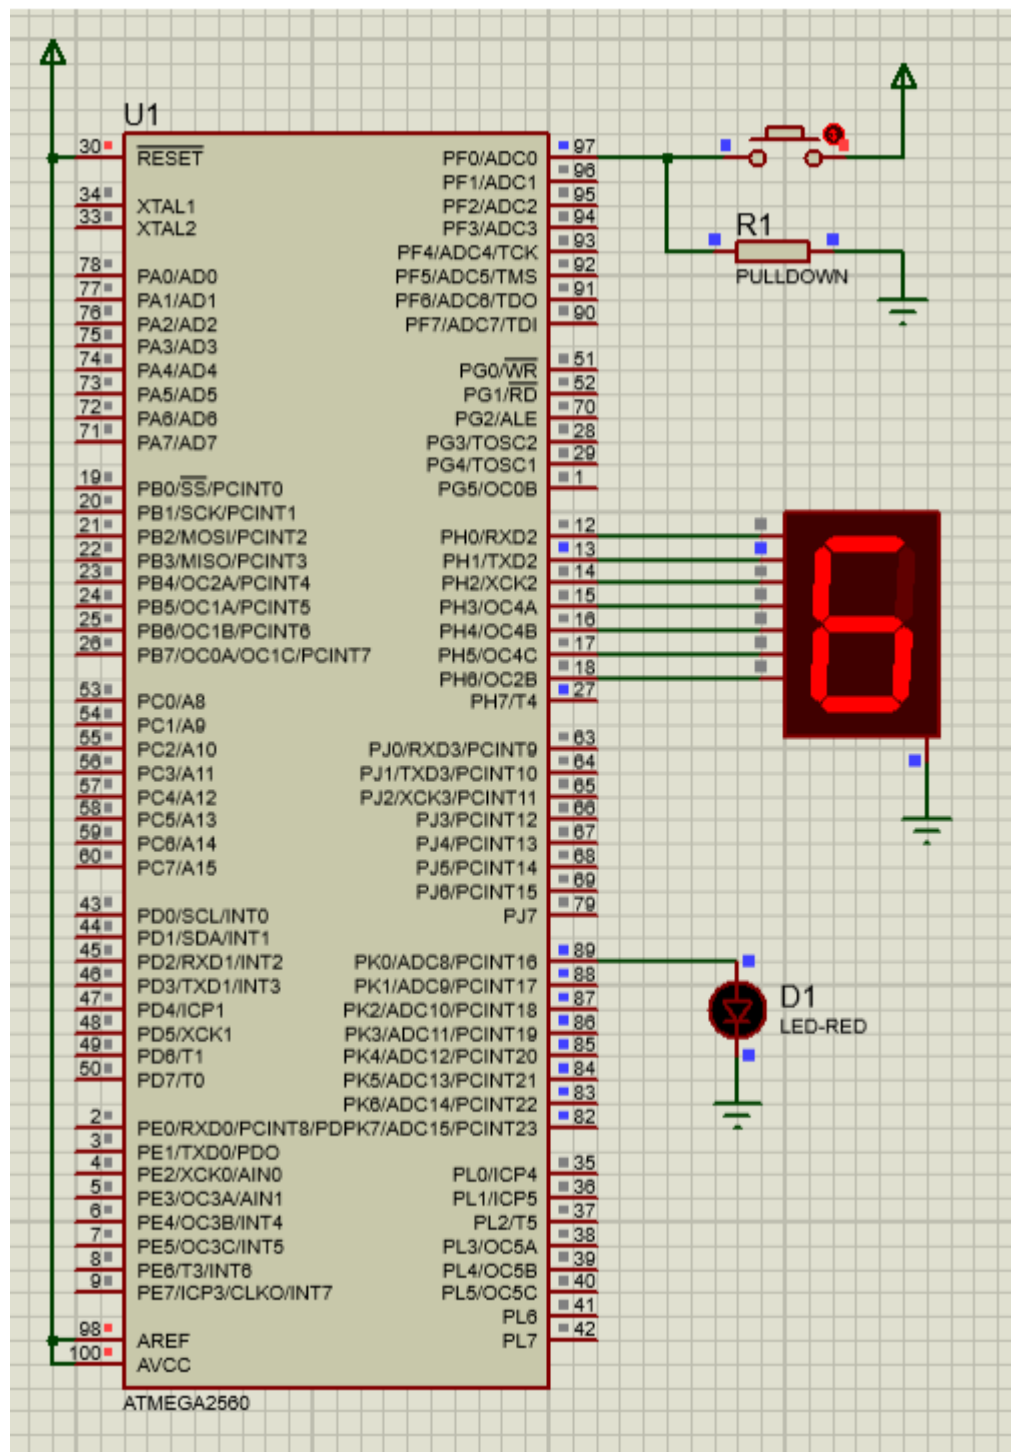 U1
30 RESET
34 XTAL1
33 XTAL2
78 PA0/AD0
77 PA1/AD1
76 PA2/AD2
75 PA3/AD3
74 PA4/AD4
73 PA5/AD5
72 PA6/AD6
71 PA7/AD7
19 PB0/SS/PCINT0
20 PB1/SCK/PCINT1
21 PB2/MOSI/PCINT2
22 PB3/MISO/PCINT3
23 PB4/OC2A/PCINT4
24 PB5/OC1A/PCINT5
25 PB6/OC1B/PCINT6
26 PB7/OC0A/OC1C/PCINT7
53 PC0/A8
54 PC1/A9
55 PC2/A10
56 PC3/A11
57 PC4/A12
58 PC5/A13
59 PC6/A14
60 PC7/A15
43 PD0/SCL/INT0
44 PD1/SDA/INT1
45 PD2/RXD1/INT2
46 PD3/TXD1/INT3
47 PD4/ICP1
48 PD5/XCK1
49 PD6/T1
50 PD7/T0
2 PE0/RXD0/PCINT8/PD
3 PE1/TXD0/PDO
4 PE2/XCK0/AIN0
5 PE3/OC3A/AIN1
6 PE4/OC3B/INT4
7 PE5/OC3C/INT5
8 PE6/T3/INT6
9 PE7/ICP3/CLKO/INT7
98 AREF
100 AVCC
PF0/ADC0 97
PF1/ADC1 96
PF2/ADC2 95
PF3/ADC3 94
PF4/ADC4/TCK 93
PF5/ADC5/TMS 92
PF6/ADC6/TDO 91
PF7/ADC7/TDI 90
PG0/WR 51
PG1/RD 52
PG2/ALE 70
PG3/TOSC2 28
PG4/TOSC1 29
PG5/OC0B 1
PH0/RXD2 12
PH1/TXD2 13
PH2/XCK2 14
PH3/OC4A 15
PH4/OC4B 16
PH5/OC4C 17
PH6/OC2B 18
PH7/T4 27
PJ0/RXD3/PCINT9 63
PJ1/TXD3/PCINT10 64
PJ2/XCK3/PCINT11 65
PJ3/PCINT12 66
PJ4/PCINT13 67
PJ5/PCINT14 68
PJ6/PCINT15 69
PJ7 79
PK0/ADC8/PCINT16 89
PK1/ADC9/PCINT17 88
PK2/ADC10/PCINT18 87
PK3/ADC11/PCINT19 86
PK4/ADC12/PCINT20 85
PK5/ADC13/PCINT21 84
PK6/ADC14/PCINT22 83
PK7/ADC15/PCINT23 82
PL0/ICP4 35
PL1/ICP5 36
PL2/T5 37
PL3/OC5A 38
PL4/OC5B 39
PL5/OC5C 40
PL6 41
PL7 42
ATMEGA2560
R1
PULLDOWN
6
D1
LED-RED